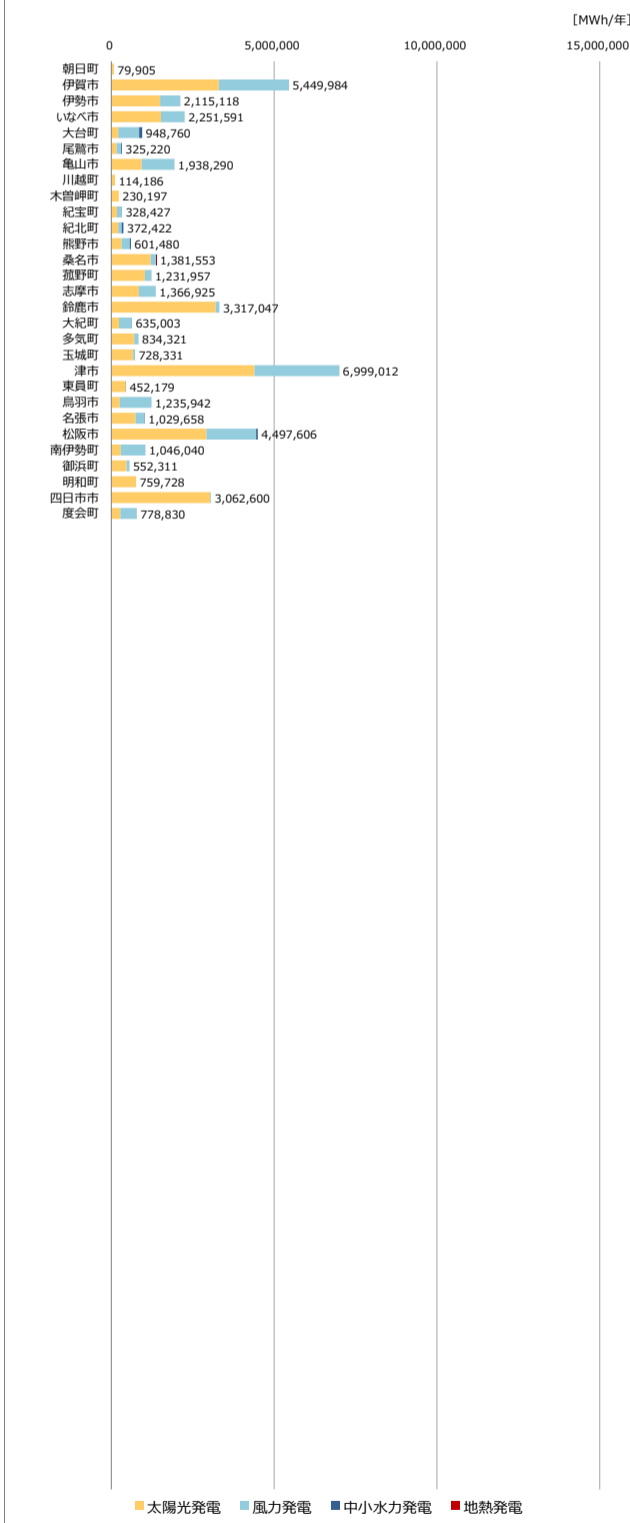 [MWh/年]
0 5,000,000 10,000,000 15,000,000
朝日町 79,905
伊賀市 5,449,984
伊勢市 2,115,118
いなべ市 2,251,591
大台町 948,760
尾鷲市 325,220
亀山市 1,938,290
川越町 114,186
木曽岬町 230,197
紀宝町 328,427
紀北町 372,422
熊野市 601,480
桑名市 1,381,553
菰野町 1,231,957
志摩市 1,366,925
鈴鹿市 3,317,047
大紀町 635,003
多気町 834,321
玉城町 728,331
津市 6,999,012
東員町 452,179
鳥羽市 1,235,942
名張市 1,029,658
松阪市 4,497,606
南伊勢町 1,046,040
御浜町 552,311
明和町 759,728
四日市市 3,062,600
度会町 778,830
太陽光発電 風力発電 中小水力発電 地熱発電